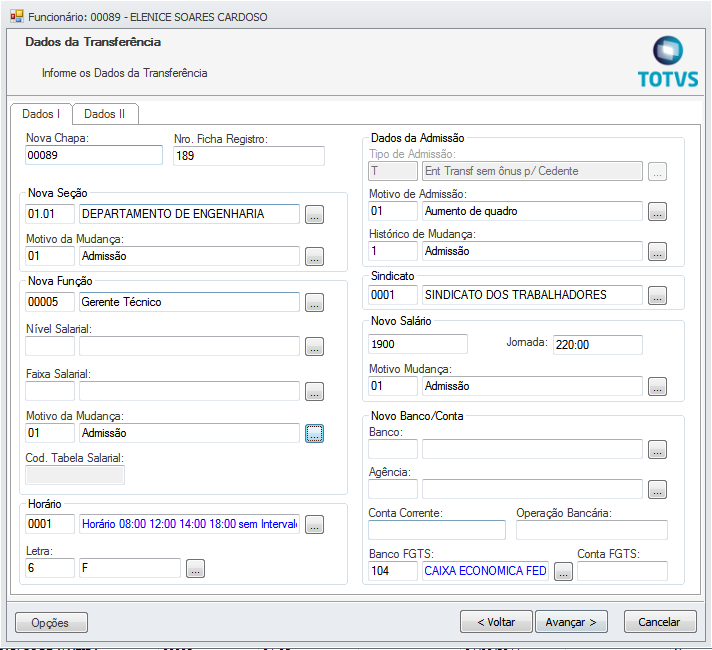 Funcionário: 00089 - ELENICE SOARES CARDOSO
Dados da Transferência
Informe os Dados da Transferência
TOTVS
Dados I
Dados II
Nova Chapa:
00089
Nro. Ficha Registro:
189
Nova Seção
01.01
DEPARTAMENTO DE ENGENHARIA
...
Motivo da Mudança:
01
Admissão
...
Nova Função
00005
Gerente Técnico
...
Nível Salarial:
...
Faixa Salarial:
...
Motivo da Mudança:
01
Admissão
...
Cod. Tabela Salarial:
Horário
0001
Horário 08:00 12:00 14:00 18:00 sem Interval
...
Letra:
6
F
...
Dados da Admissão
Tipo de Admissão:
T
Ent Transf sem ônus p/ Cedente
...
Motivo de Admissão:
01
Aumento de quadro
...
Histórico de Mudança:
1
Admissão
...
Sindicato
0001
SINDICATO DOS TRABALHADORES
...
Novo Salário
1900
Jornada:
220:00
Motivo Mudança:
01
Admissão
...
Novo Banco/Conta
Banco:
...
Agência:
...
Conta Corrente:
Operação Bancária:
Banco FGTS:
104
CAIXA ECONOMICA FED
...
Conta FGTS:
Opções
< Voltar
Avançar >
Cancelar